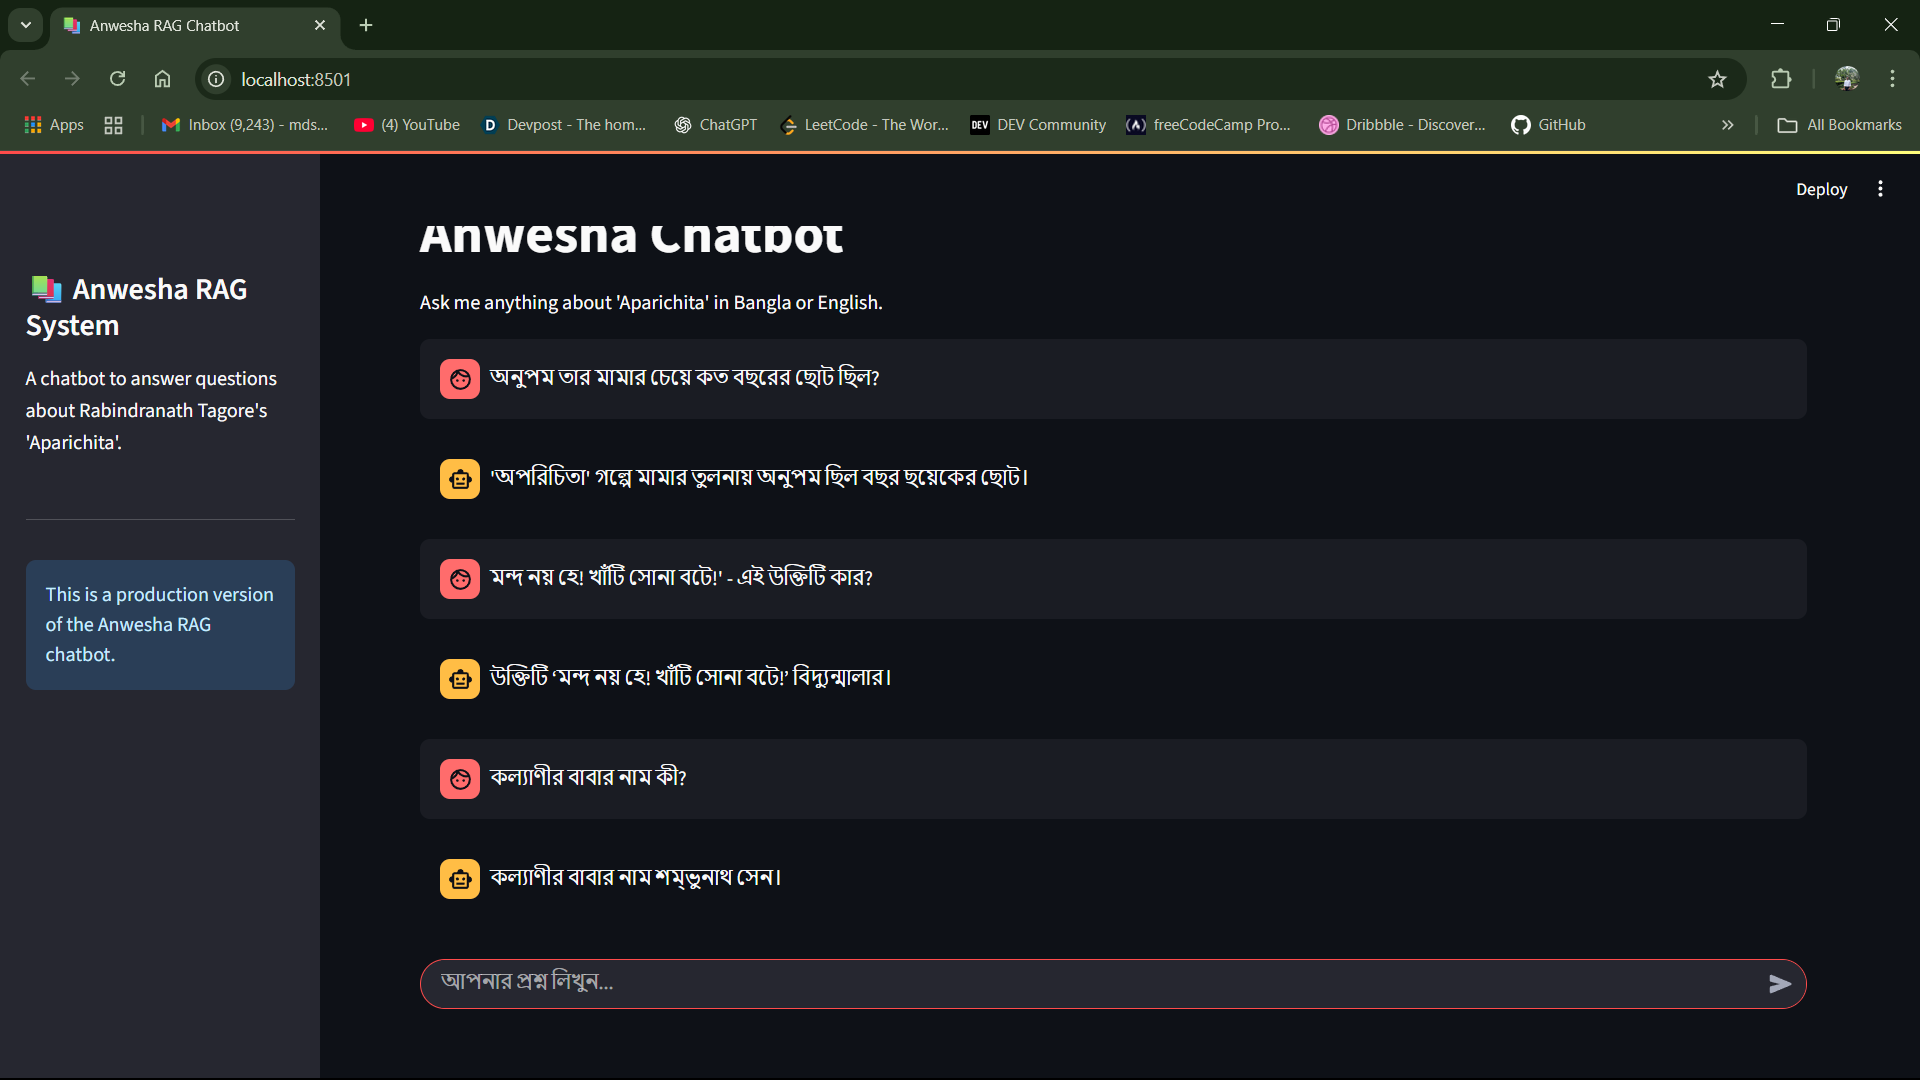 Anwesha RAG Chatbot
localhost:8501
Apps
Inbox (9,243) - mds...
(4) YouTube
Devpost - The hom...
ChatGPT
LeetCode - The Wor...
DEV Community
freeCodeCamp Pro...
Dribbble - Discover...
GitHub
»
All Bookmarks
Deploy
Anwesha RAG
System
A chatbot to answer questions
about Rabindranath Tagore's
'Aparichita'.
This is a production version
of the Anwesha RAG
chatbot.
Anwesha Chatbot
Ask me anything about 'Aparichita' in Bangla or English.
অনুপম তার মামার চেয়ে কত বছরের ছোট ছিল?
'অপরিচিতা' গল্পে মামার তুলনায় অনুপম ছিল বছর ছয়েকের ছোট।
মন্দ নয় হে! খাঁটি সোনা বটে!' - এই উক্তিটি কার?
উক্তিটি ‘মন্দ নয় হে! খাঁটি সোনা বটে!’ বিদ্যুন্মালার।
কল্যাণীর বাবার নাম কী?
কল্যাণীর বাবার নাম শম্ভুনাথ সেন।
আপনার প্রশ্ন লিখুন...